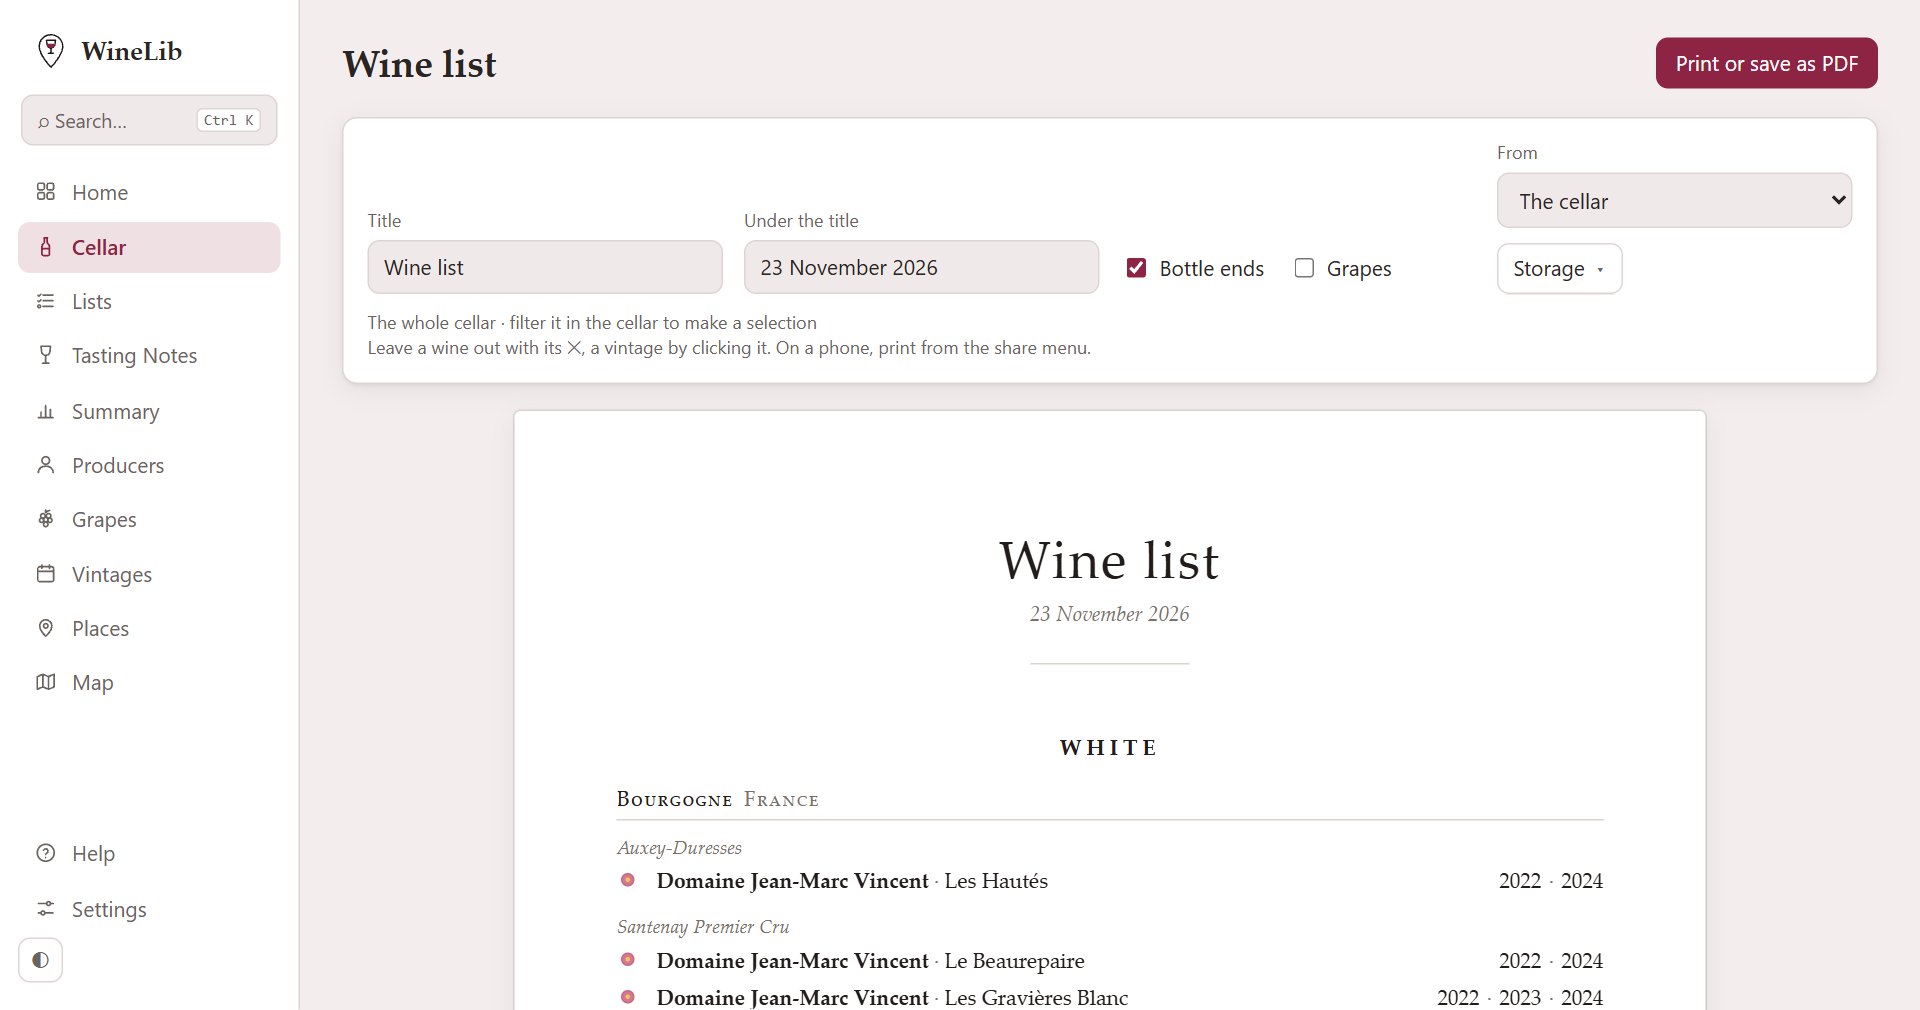 WineLib
Search...
Ctrl K
Home
Cellar
Lists
Tasting Notes
Summary
Producers
Grapes
Vintages
Places
Map
Help
Settings
Wine list
Print or save as PDF
From
The cellar
Title
Under the title
Wine list
23 November 2026
Bottle ends
Grapes
Storage
The whole cellar · filter it in the cellar to make a selection
Leave a wine out with its ✕, a vintage by clicking it. On a phone, print from the share menu.
Wine list
23 November 2026
WHITE
Bourgogne France
Auxey-Duresses
Domaine Jean-Marc Vincent · Les Hautés 2022 · 2024
Santenay Premier Cru
Domaine Jean-Marc Vincent · Le Beaurepaire 2022 · 2024
Domaine Jean-Marc Vincent · Les Gravières Blanc 2022 · 2023 · 2024